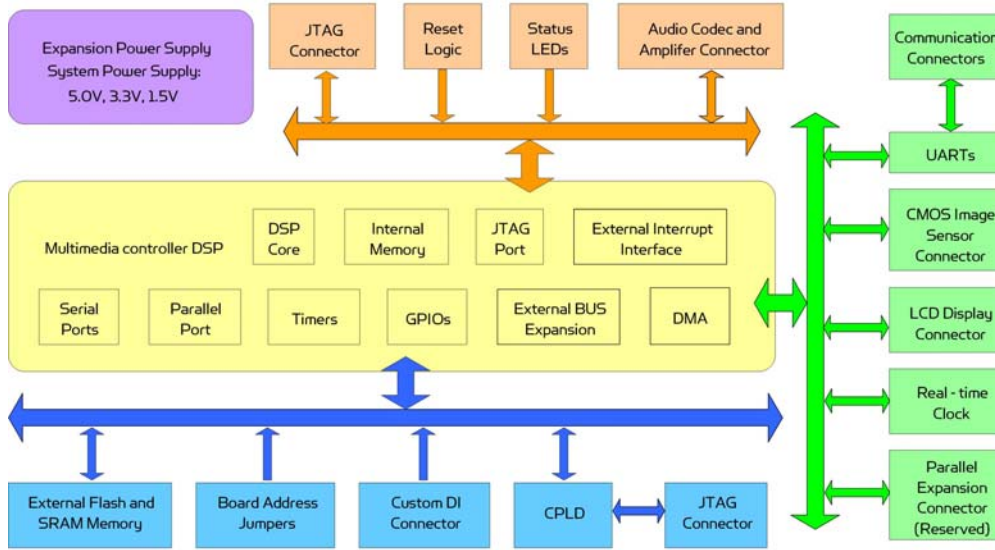 Expansion Power Supply
System Power Supply:
5.0V, 3.3V, 1.5V
JTAG
Connector
Reset
Logic
Status
LEDs
Audio Codec and
Amplifer Connector
Communication
Connectors
UARTs
CMOS Image
Sensor
Connector
LCD Display
Connector
Real - time
Clock
Parallel
Expansion
Connector
(Reserved)
Multimedia controller DSP
DSP
Core
Internal
Memory
JTAG
Port
External Interrupt
Interface
Serial
Ports
Parallel
Port
Timers
GPIOs
External BUS
Expansion
DMA
External Flash and
SRAM Memory
Board Address
Jumpers
Custom DI
Connector
CPLD
JTAG
Connector